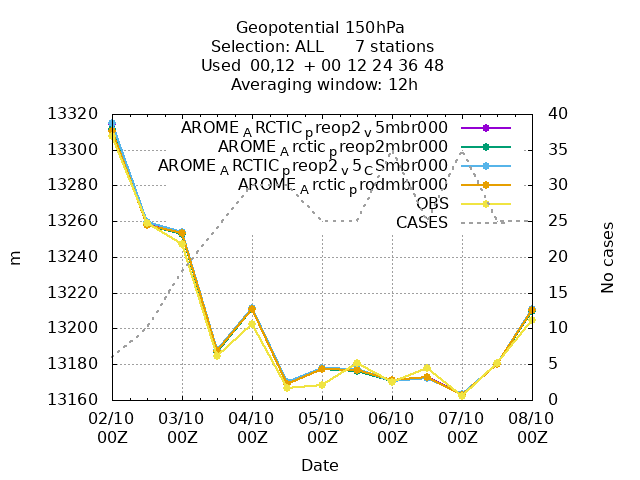 Geopotential 150hPa
Selection: ALL 7 stations
Used 00,12 + 00 12 24 36 48
Averaging window: 12h
13320 40
AROME_ARCTIC_preop2_v5mbr000
13300 35
AROME_Arctic_preop2mbr000
AROME_ARCTIC_preop2_v5_CSmbr000
13280 30
AROME_Arctic_prodmbr000
OBS
13260 25
CASES
13240 20
m
No cases
13220 15
13200 10
13180 5
13160 0
02/10 03/10 04/10 05/10 06/10 07/10 08/10
00Z 00Z 00Z 00Z 00Z 00Z 00Z
Date